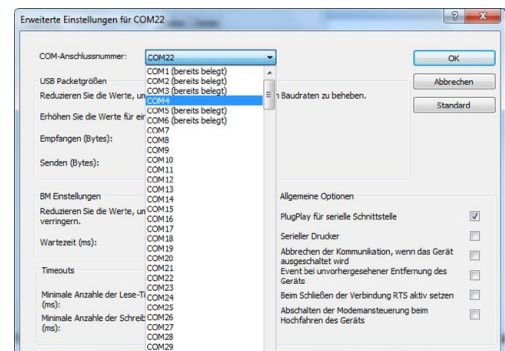 Erweiterte Einstellungen für COM22
COM-Anschlussnummer:
COM22
OK
Abbrechen
Standard
COM1 (bereits belegt)
COM2 (bereits belegt)
COM3 (bereits belegt)
COM4
COM5 (bereits belegt)
COM6 (bereits belegt)
COM7
COM8
COM9
COM10
COM11
COM12
COM13
COM14
COM15
COM16
COM17
COM18
COM19
COM20
COM21
COM22
COM23
COM24
COM25
COM26
COM27
COM28
COM29
USB Packetgrößen
Reduzieren Sie die Werte, un
n Baudraten zu beheben.
Erhöhen Sie die Werte für ei
Empfangen (Bytes):
Senden (Bytes):
BM Einstellungen
Reduzieren Sie die Werte, un
verringern.
Wartezeit (ms):
Timeouts
Minimale Anzahl der Lese-Ti
(ms):
Minimale Anzahl der Schreib
(ms):
Allgemeine Optionen
PlugPlay für serielle Schnittstelle
Serieller Drucker
Abbrechen der Kommunikation, wenn das Gerät
ausgeschaltet wird
Event bei unvorhergesehener Entfernung des
Geräts
Beim Schließen der Verbindung RTS aktiv setzen
Abschalten der Modemansteuerung beim
Hochfahren des Geräts